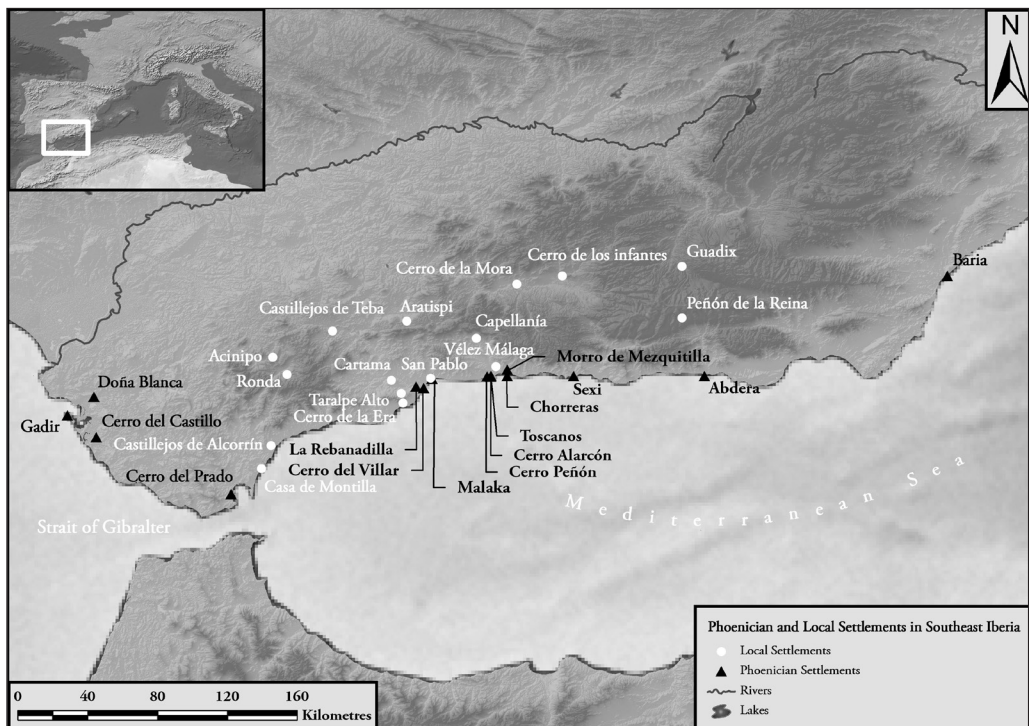 N
Cerro de los infantes
Guadix
Cerro de la Mora
Baria
Castillejos de Teba
Aratispi
Peñón de la Reina
Capellanía
Vélez Málaga
Acinipo
Cartama
San Pablo
Morro de Mezquitilla
Ronda
Doña Blanca
Sexi
Abdera
Taralpe Alto
Chorreras
Gadir
Cerro del Castillo
Cerro de la Era
Castillejos de Alcorrín
La Rebanadilla
Toscanos
Cerro Alarcón
Cerro del Prado
Cerro del Villar
Cerro Peñón
Casa de Montilla
Malaka
Mediterranean Sea
Strait of Gibralter
Phoenician and Local Settlements in Southeast Iberia
Local Settlements
Phoenician Settlements
Rivers
Lakes
0 20 40 80 120 160
Kilometres